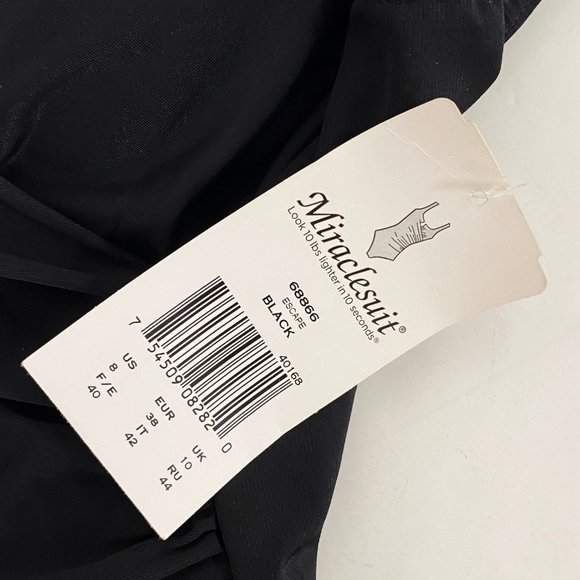 Miraclesuit®
Look 10 lbs lighter in 10 seconds®
68866
ESCAPE
BLACK
40168
7 54509 08282 0
US EUR UK
8 38 10
F/E IT RU
40 42 44